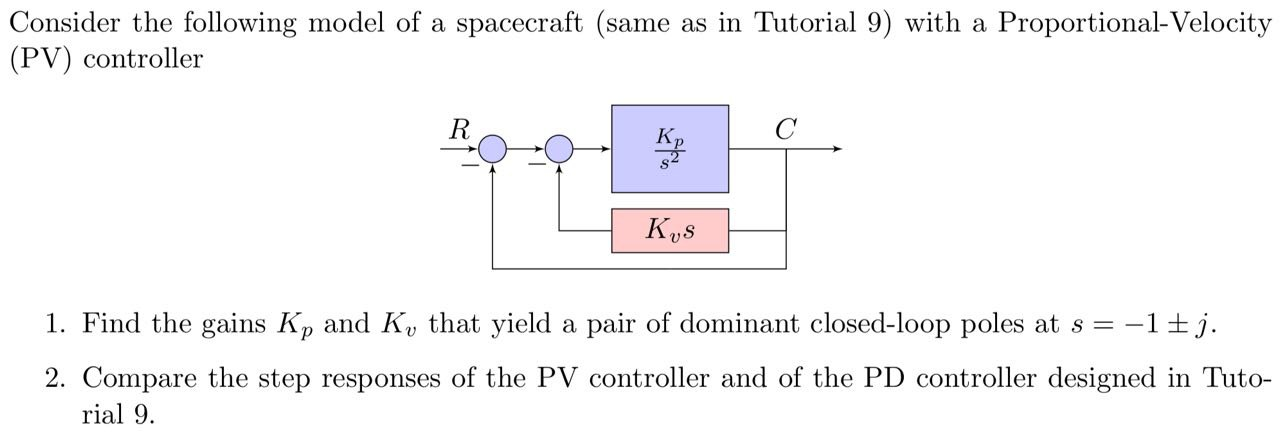 Consider the following model of a spacecraft (same as in Tutorial 9) with a Proportional-Velocity
(PV) controller
R
−
−
K_p
s^2
C
K_v s
1. Find the gains K_p and K_v that yield a pair of dominant closed-loop poles at s = −1 ± j.
2. Compare the step responses of the PV controller and of the PD controller designed in Tuto-
rial 9.